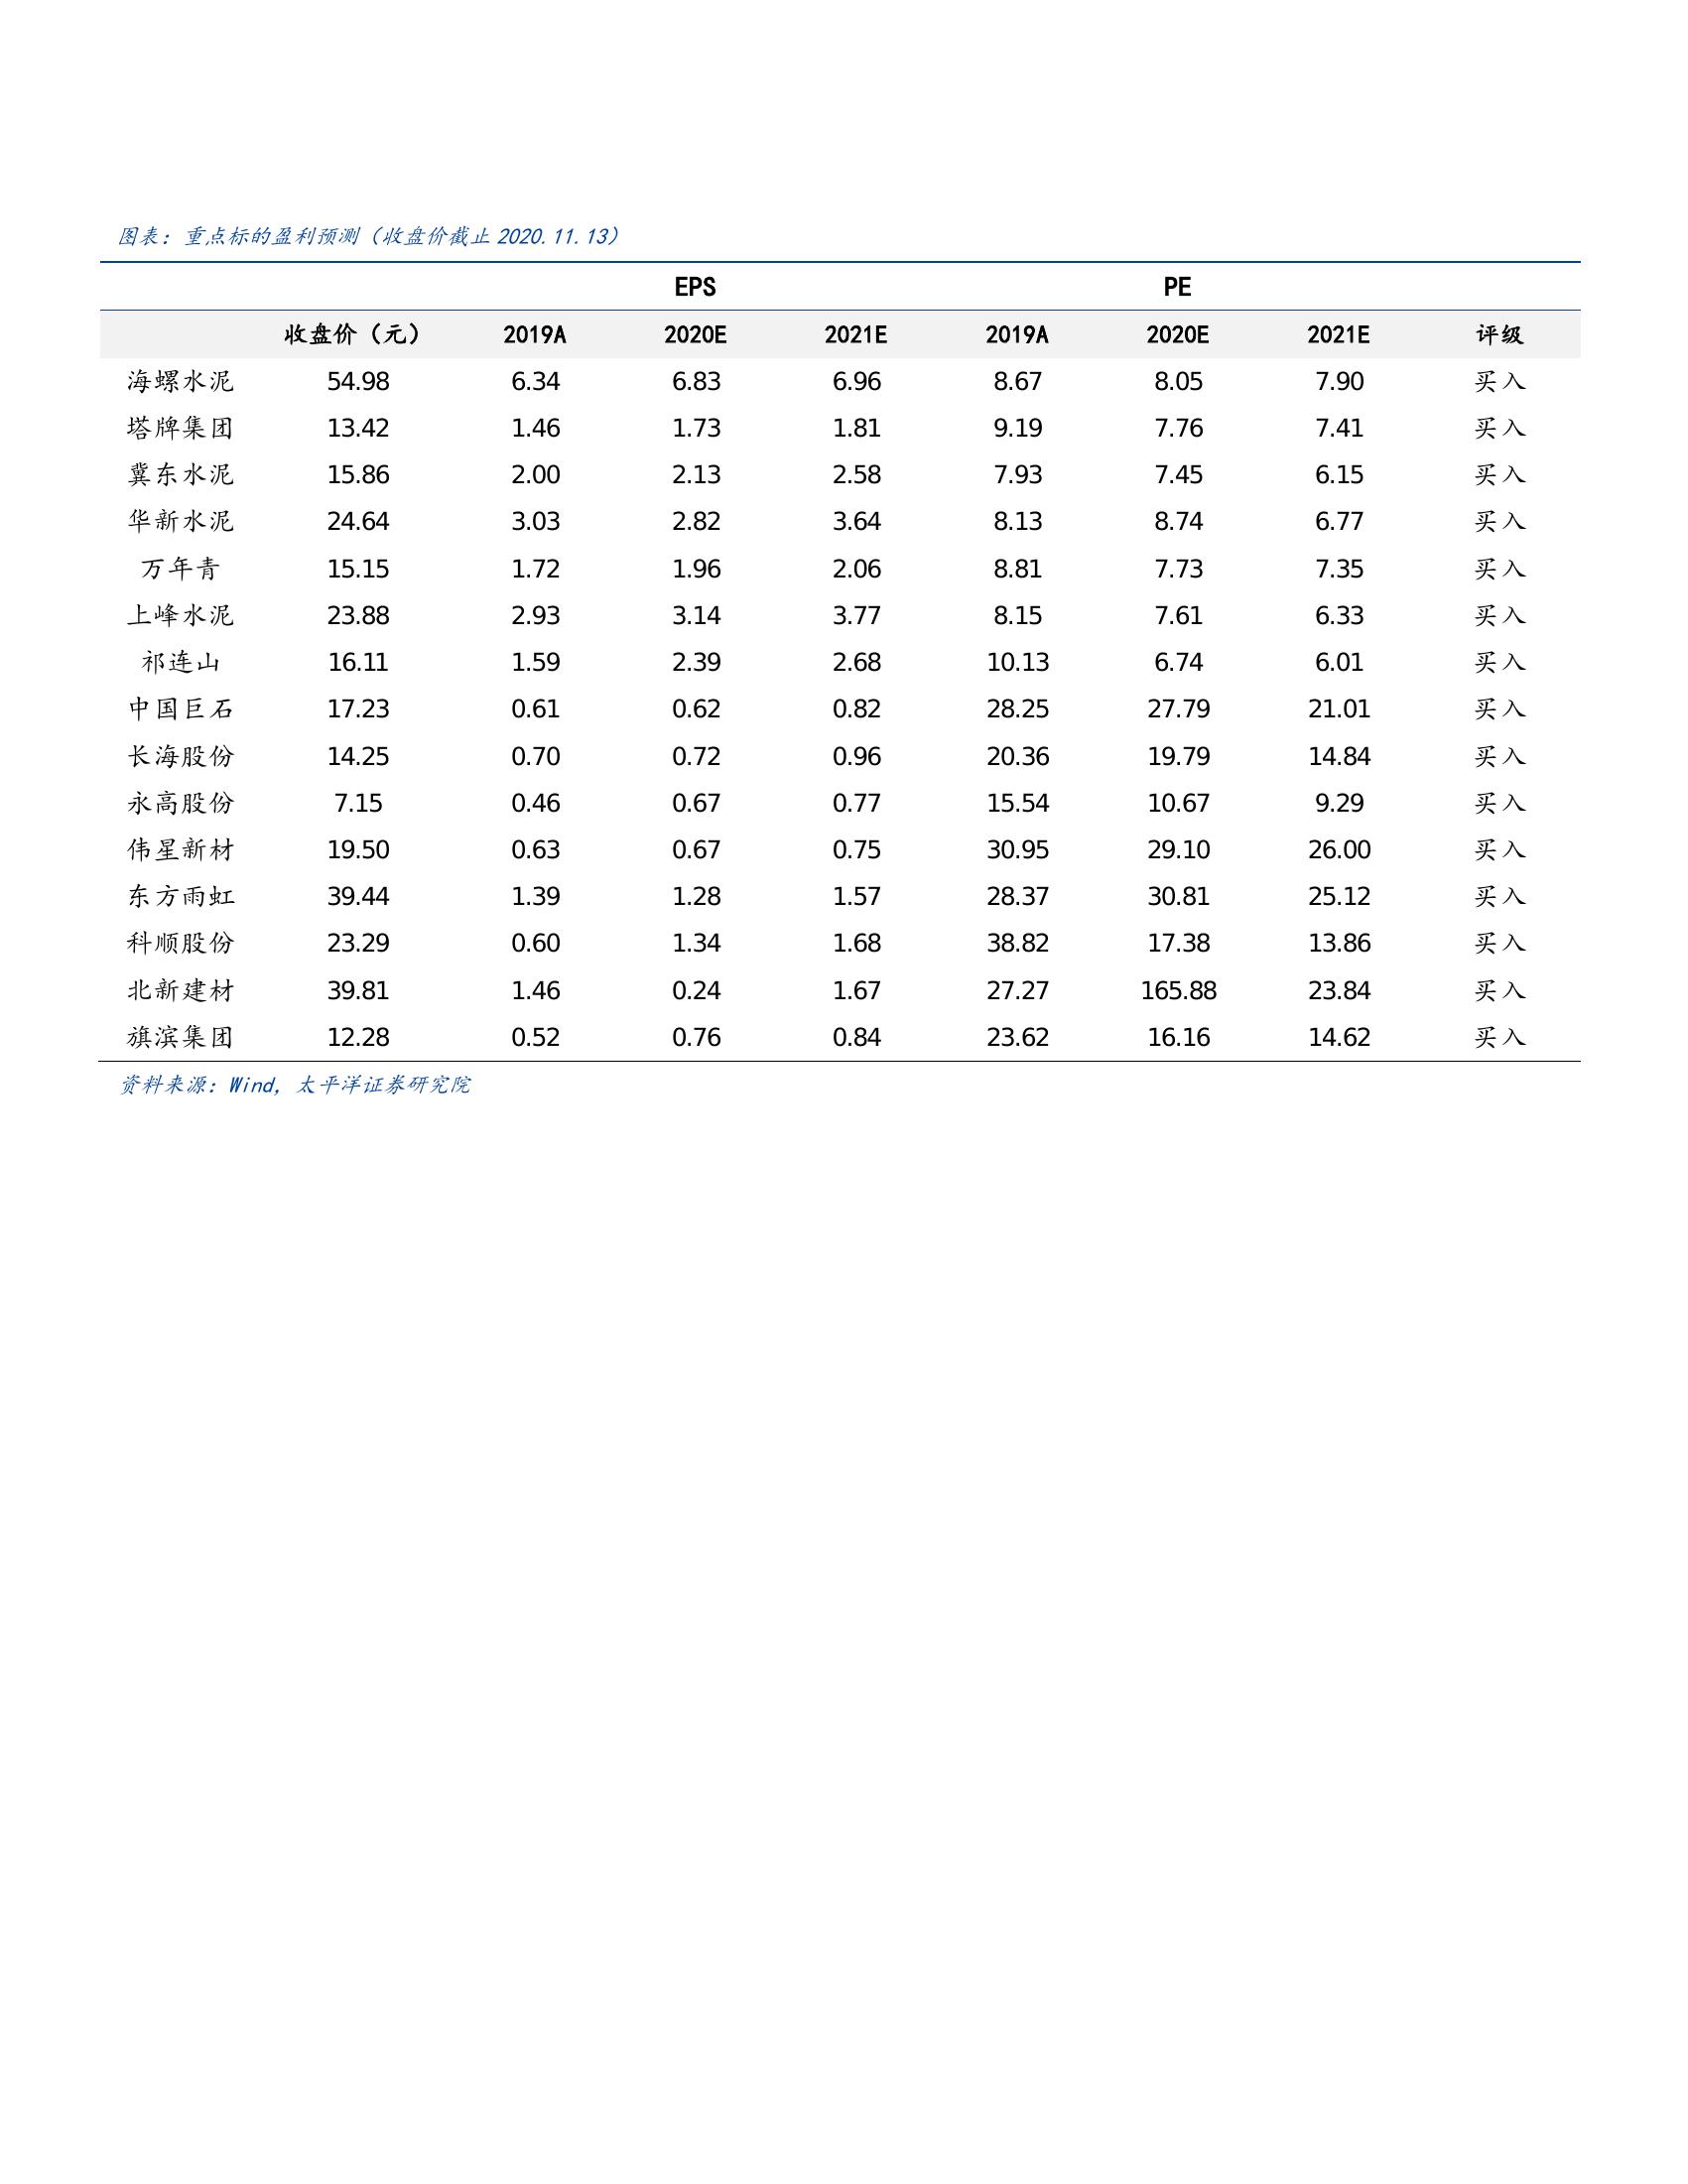 图表：重点标的盈利预测（收盘价截止 2020.11.13）
EPS PE
收盘价（元） 2019A 2020E 2021E 2019A 2020E 2021E 评级
海螺水泥 54.98 6.34 6.83 6.96 8.67 8.05 7.90 买入
塔牌集团 13.42 1.46 1.73 1.81 9.19 7.76 7.41 买入
冀东水泥 15.86 2.00 2.13 2.58 7.93 7.45 6.15 买入
华新水泥 24.64 3.03 2.82 3.64 8.13 8.74 6.77 买入
万年青 15.15 1.72 1.96 2.06 8.81 7.73 7.35 买入
上峰水泥 23.88 2.93 3.14 3.77 8.15 7.61 6.33 买入
祁连山 16.11 1.59 2.39 2.68 10.13 6.74 6.01 买入
中国巨石 17.23 0.61 0.62 0.82 28.25 27.79 21.01 买入
长海股份 14.25 0.70 0.72 0.96 20.36 19.79 14.84 买入
永高股份 7.15 0.46 0.67 0.77 15.54 10.67 9.29 买入
伟星新材 19.50 0.63 0.67 0.75 30.95 29.10 26.00 买入
东方雨虹 39.44 1.39 1.28 1.57 28.37 30.81 25.12 买入
科顺股份 23.29 0.60 1.34 1.68 38.82 17.38 13.86 买入
北新建材 39.81 1.46 0.24 1.67 27.27 165.88 23.84 买入
旗滨集团 12.28 0.52 0.76 0.84 23.62 16.16 14.62 买入
资料来源：Wind，太平洋证券研究院